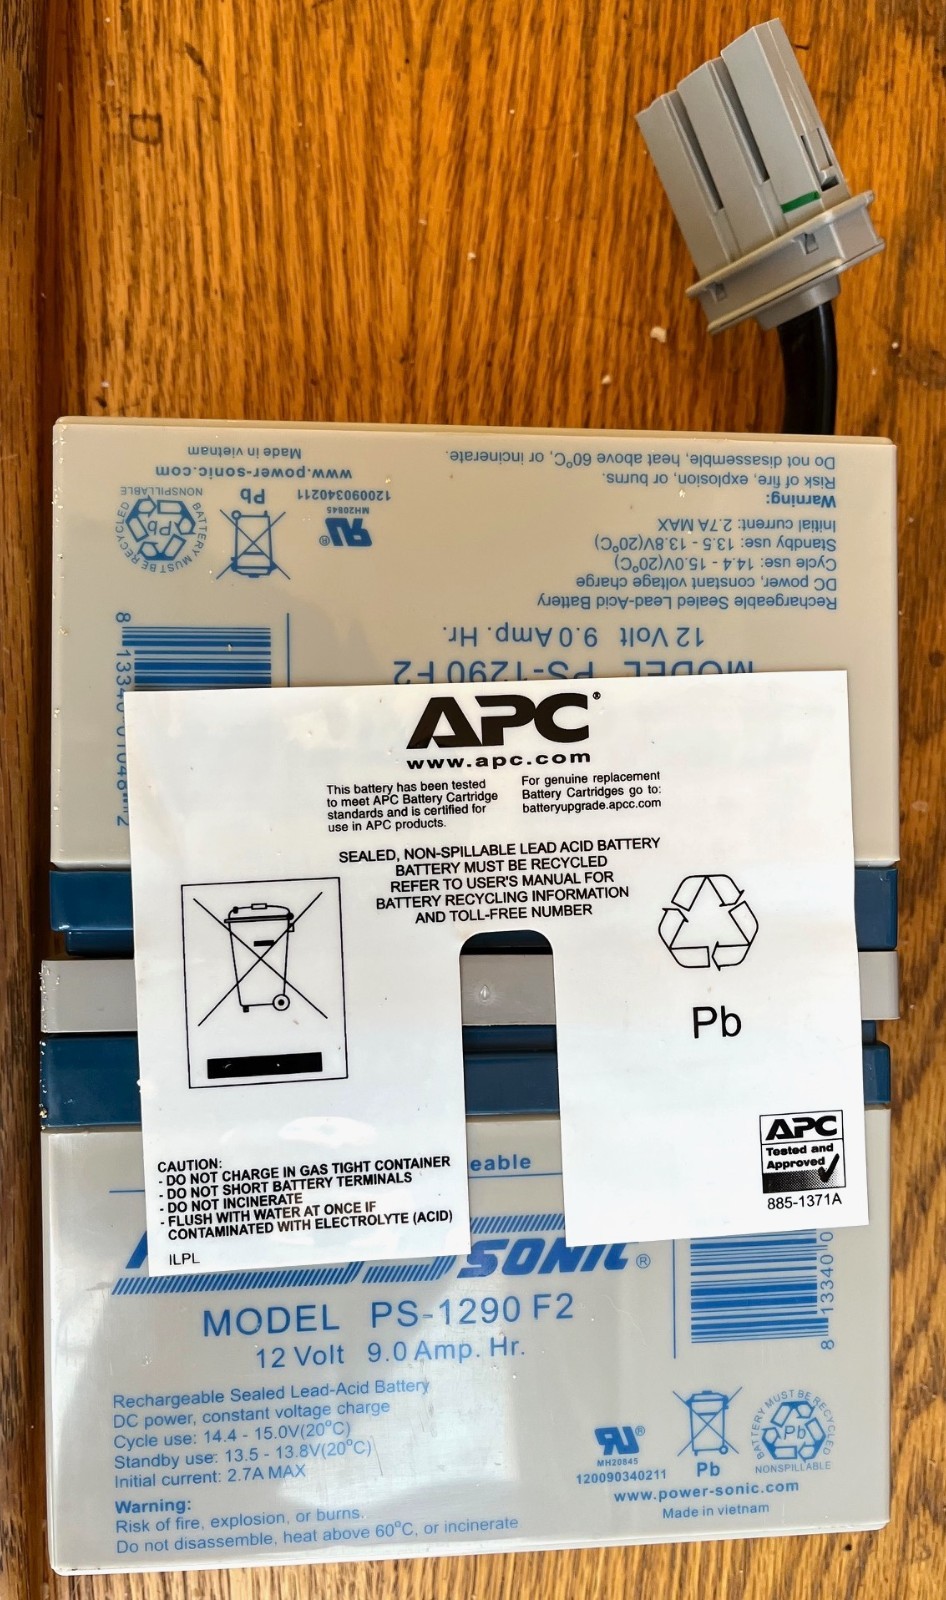 Made in vietnam
www.power-sonic.com
Pb
120090340211
MH20845
NONSPILLABLE
BATTERY MUST BE RECYCLED
Pb
Do not disassemble, heat above 60°C, or incinerate.
Risk of fire, explosion, or burns.
Warning:
Initial current: 2.7A MAX
Standby use: 13.5 - 13.8V(20°C)
Cycle use: 14.4 - 15.0V(20°C)
DC power, constant voltage charge
Rechargeable Sealed Lead-Acid Battery
12 Volt 9.0 Amp. Hr.
MODEL PS-1290 F2
APC®
www.apc.com
This battery has been tested
to meet APC Battery Cartridge
standards and is certified for
use in APC products.
For genuine replacement
Battery Cartridges go to:
batteryupgrade.apcc.com
SEALED, NON-SPILLABLE LEAD ACID BATTERY
BATTERY MUST BE RECYCLED
REFER TO USER'S MANUAL FOR
BATTERY RECYCLING INFORMATION
AND TOLL-FREE NUMBER
Pb
APC
Tested and
Approved
885-1371A
CAUTION:
- DO NOT CHARGE IN GAS TIGHT CONTAINER
- DO NOT SHORT BATTERY TERMINALS
- DO NOT INCINERATE
- FLUSH WITH WATER AT ONCE IF
CONTAMINATED WITH ELECTROLYTE (ACID)
ILPL
SONIC®
MODEL PS-1290 F2
12 Volt 9.0 Amp. Hr.
8 13340 0
Rechargeable Sealed Lead-Acid Battery
DC power, constant voltage charge
Cycle use: 14.4 - 15.0V(20°C)
Standby use: 13.5 - 13.8V(20°C)
Initial current: 2.7A MAX
Warning:
Risk of fire, explosion, or burns.
Do not disassemble, heat above 60°C, or incinerate
MH20845
120090340211
Pb
BATTERY MUST BE RECYCLED
Pb
NONSPILLABLE
www.power-sonic.com
Made in vietnam